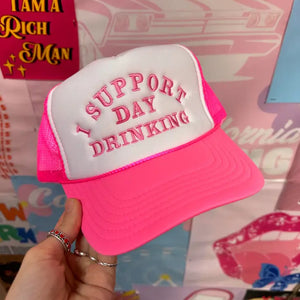 I AM A
RICH
MAN
I SUPPORT
DAY
DRINKING